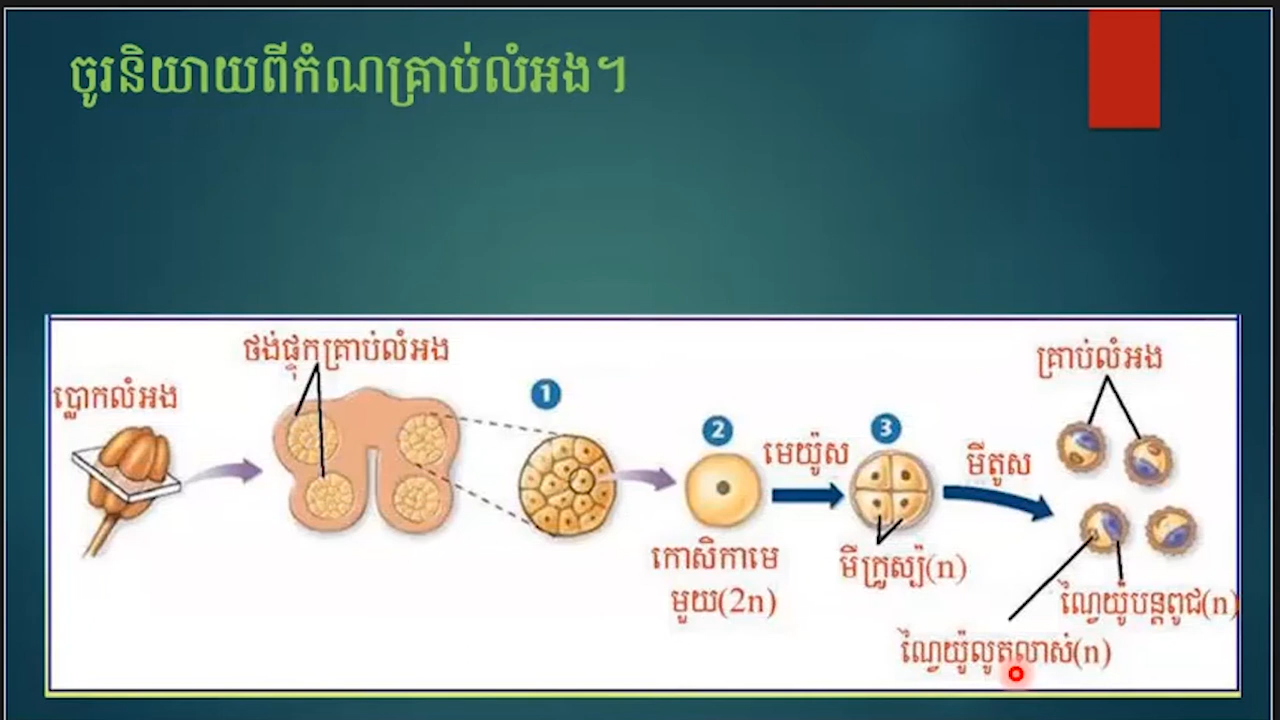 ចូរនិយាយពីកំណគ្រាប់លំអង។
ថង់ផ្ទុកគ្រាប់លំអង
គ្រាប់លំអង
ប្លោកលំអង
1
2
3
មេយ៉ូស
មីតូស
កោសិកាមេ
មួយ(2n)
មីក្រូស្ប៉(n)
ណ្វៃយ៉ូបន្តពូជ(n)
ណ្វៃយ៉ូលូតលាស់(n)